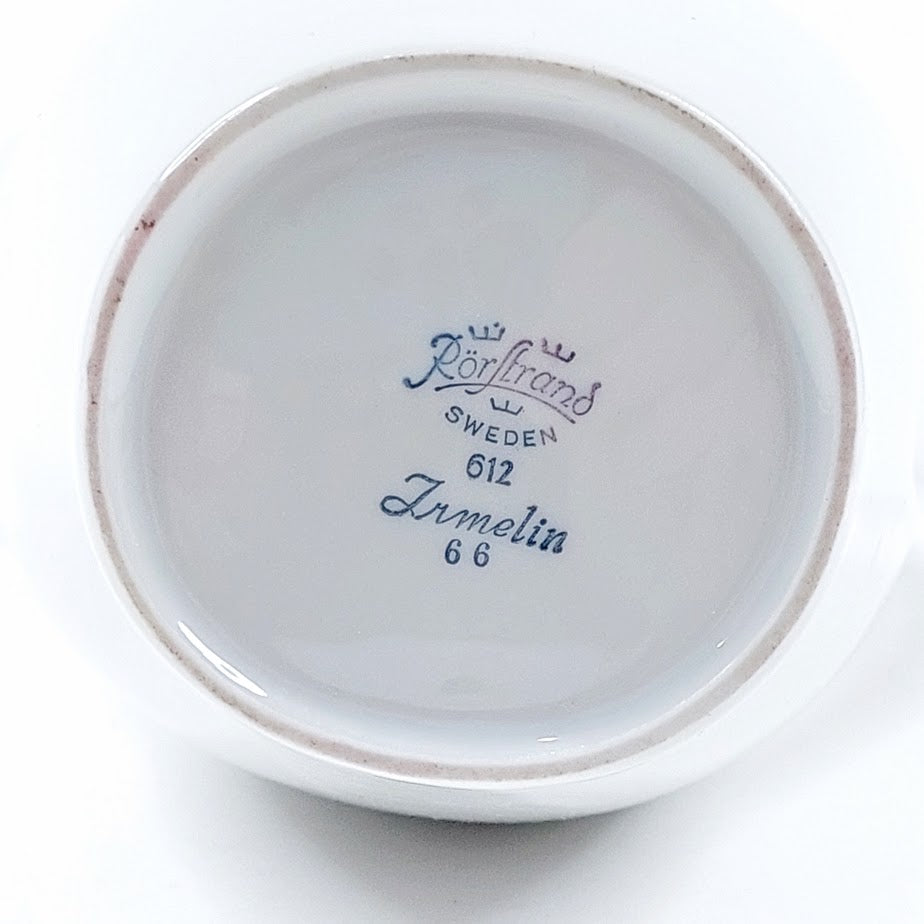 Rörstrand
SWEDEN
612
Irmelin
66